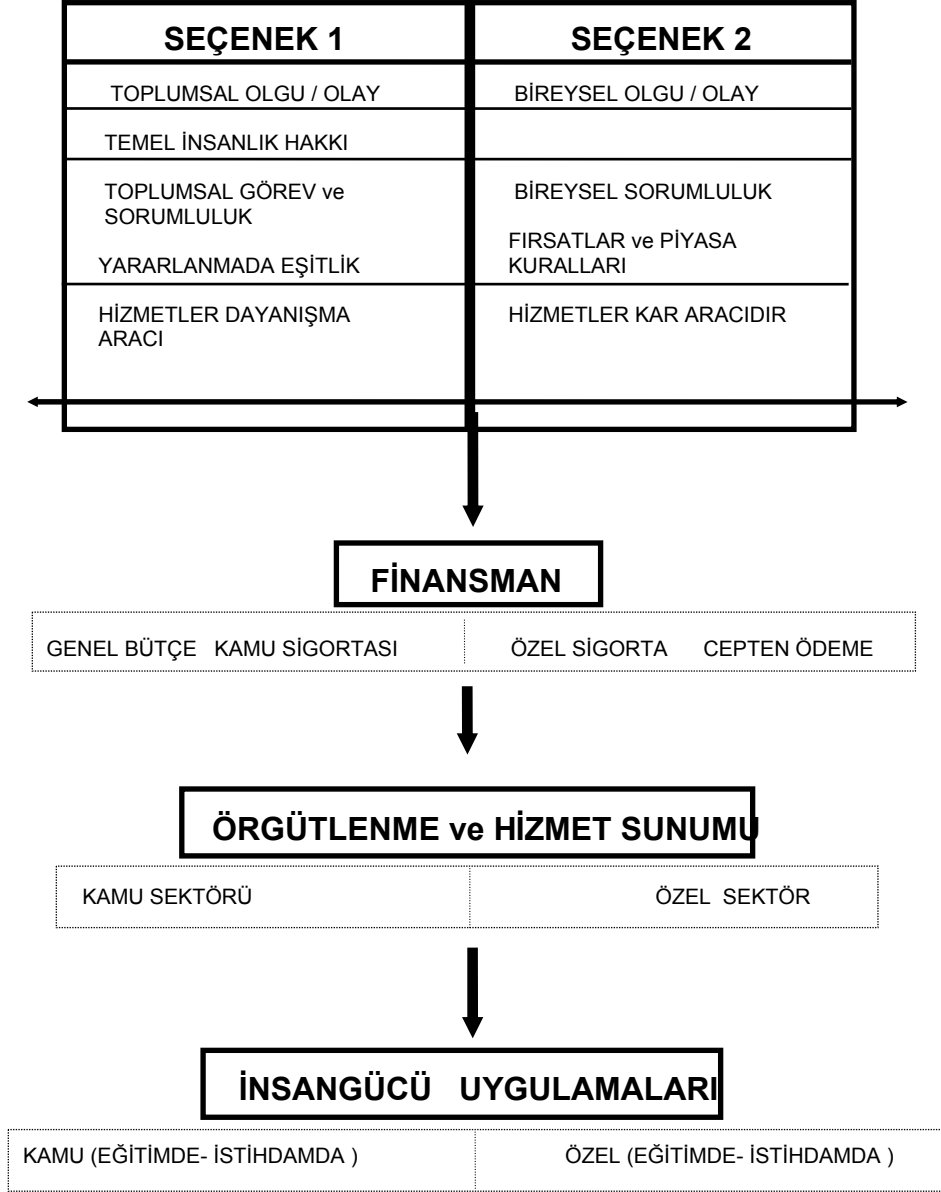 SEÇENEK 1 SEÇENEK 2
TOPLUMSAL OLGU / OLAY BİREYSEL OLGU / OLAY
TEMEL İNSANLIK HAKKI
TOPLUMSAL GÖREV ve
SORUMLULUK
BİREYSEL SORUMLULUK
YARARLANMADA EŞİTLİK
FIRSATLAR ve PİYASA
KURALLARI
HİZMETLER DAYANIŞMA
ARACI
HİZMETLER KAR ARACIDIR
FİNANSMAN
GENEL BÜTÇE KAMU SİGORTASI ÖZEL SİGORTA CEPTEN ÖDEME
ÖRGÜTLENME ve HİZMET SUNUMU
KAMU SEKTÖRÜ ÖZEL SEKTÖR
İNSANGÜCÜ UYGULAMALARI
KAMU (EĞİTİMDE- İSTİHDAMDA ) ÖZEL (EĞİTİMDE- İSTİHDAMDA )